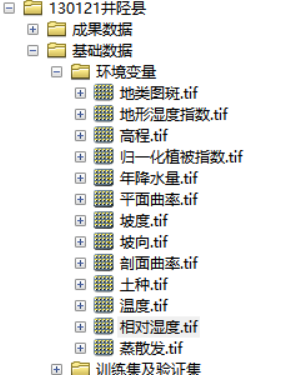 130121井陉县
成果数据
基础数据
环境变量
地类图斑.tif
地形湿度指数.tif
高程.tif
归一化植被指数.tif
年降水量.tif
平面曲率.tif
坡度.tif
坡向.tif
剖面曲率.tif
土种.tif
温度.tif
相对湿度.tif
蒸散发.tif
训练集及验证集